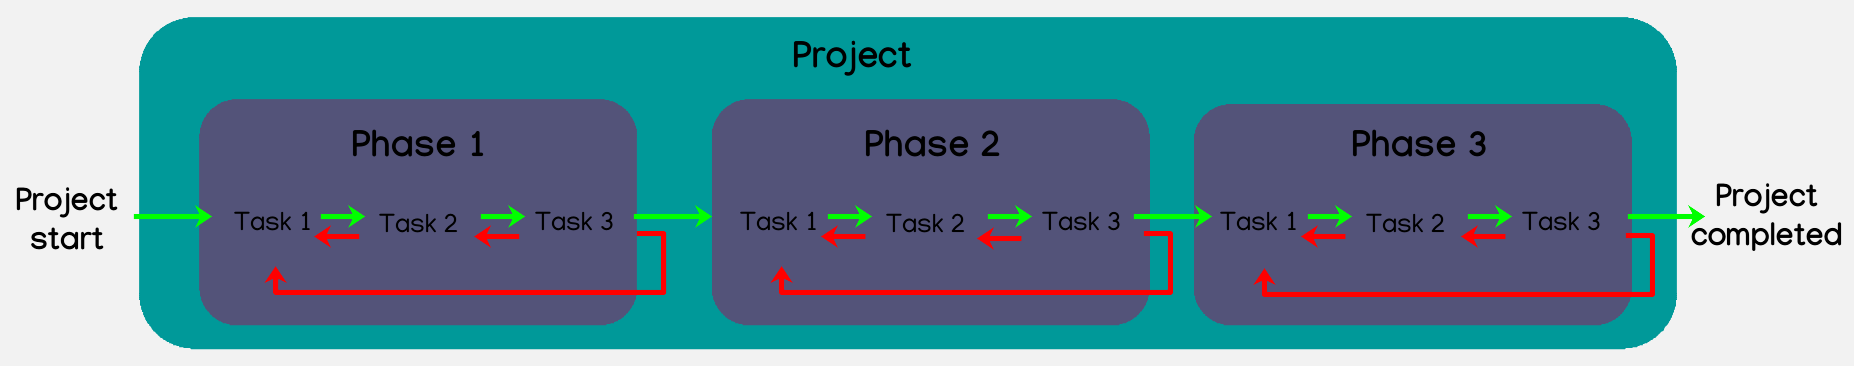 Project
Phase 1
Phase 2
Phase 3
Project
start
Task 1
Task 2
Task 3
Task 1
Task 2
Task 3
Task 1
Task 2
Task 3
Project
completed